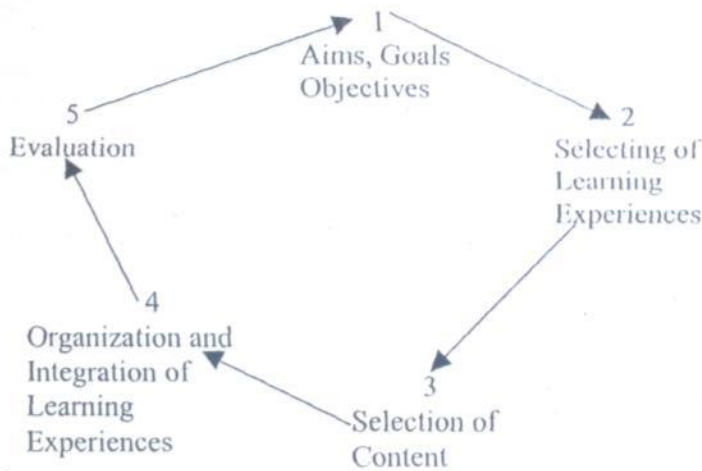 1
Aims, Goals
Objectives
2
Selecting of
Learning
Experiences
3
Selection of
Content
4
Organization and
Integration of
Learning
Experiences
5
Evaluation